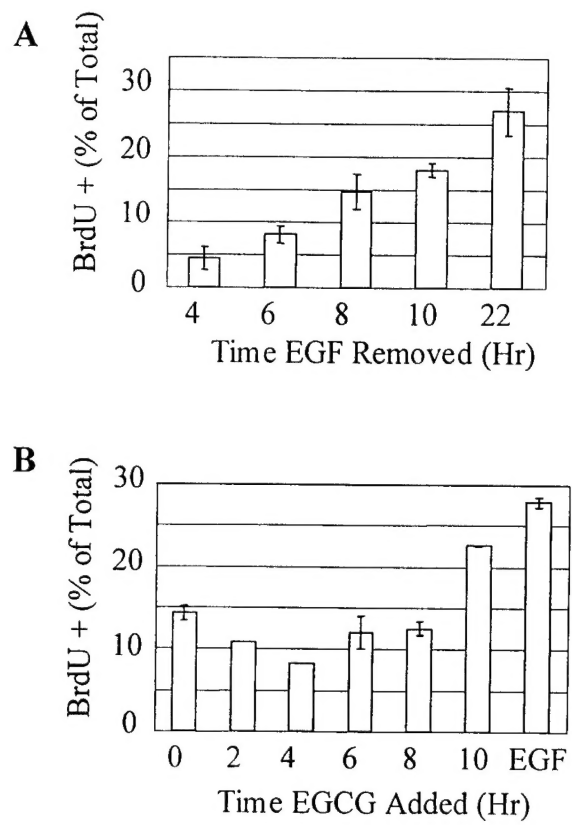 A
BrdU + (% of Total)
30
20
10
0
4 6 8 10 22
Time EGF Removed (Hr)
B
BrdU + (% of Total)
30
20
10
0
0 2 4 6 8 10 EGF
Time EGCG Added (Hr)